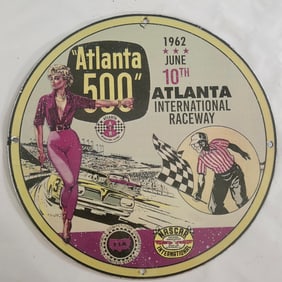 "Atlanta
500"
1962
JUNE
10TH
ATLANTA
INTERNATIONAL
RACEWAY
NASCAR
INTERNATIONAL